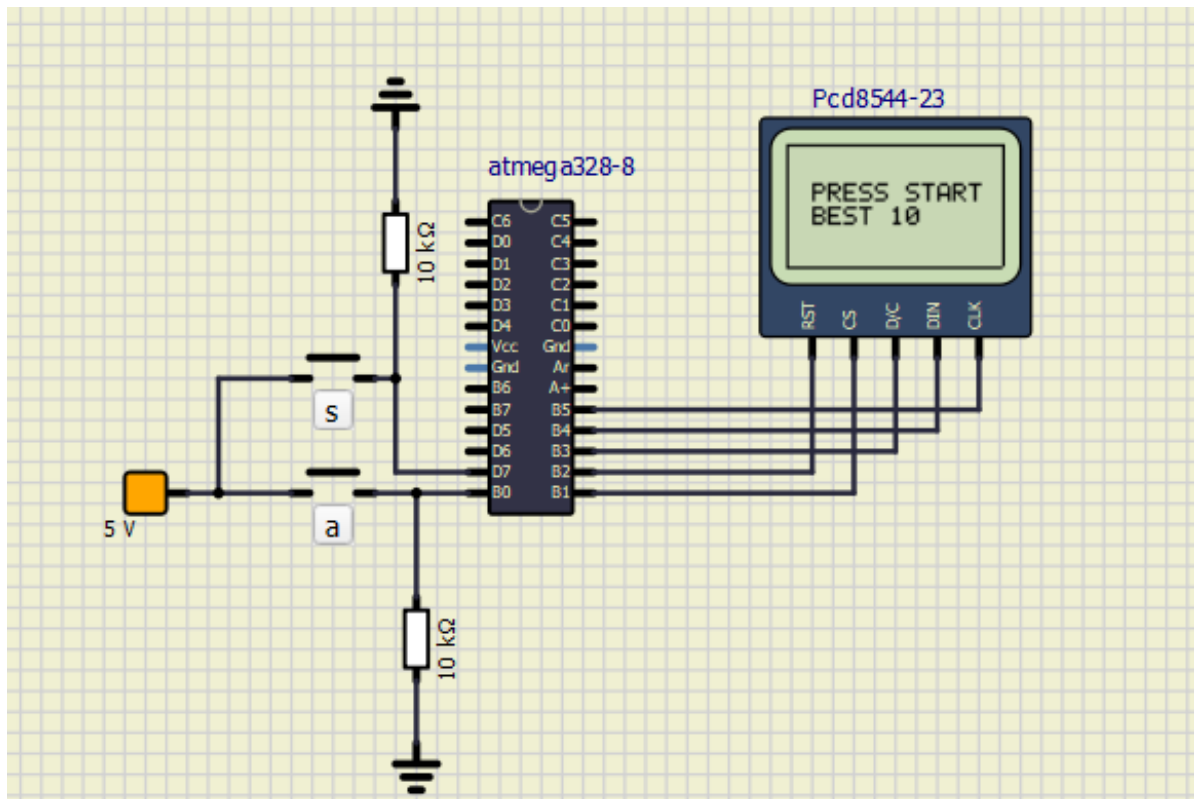 Pcd8544-23
PRESS START
BEST 10
RST CS D/C DIN CLK
atmega328-8
C6 C5
D0 C4
D1 C3
D2 C2
D3 C1
D4 C0
Vcc Gnd
Gnd Ar
B6 A+
B7 B5
D5 B4
D6 B3
D7 B2
B0 B1
10 kΩ
s
a
5 V
10 kΩ